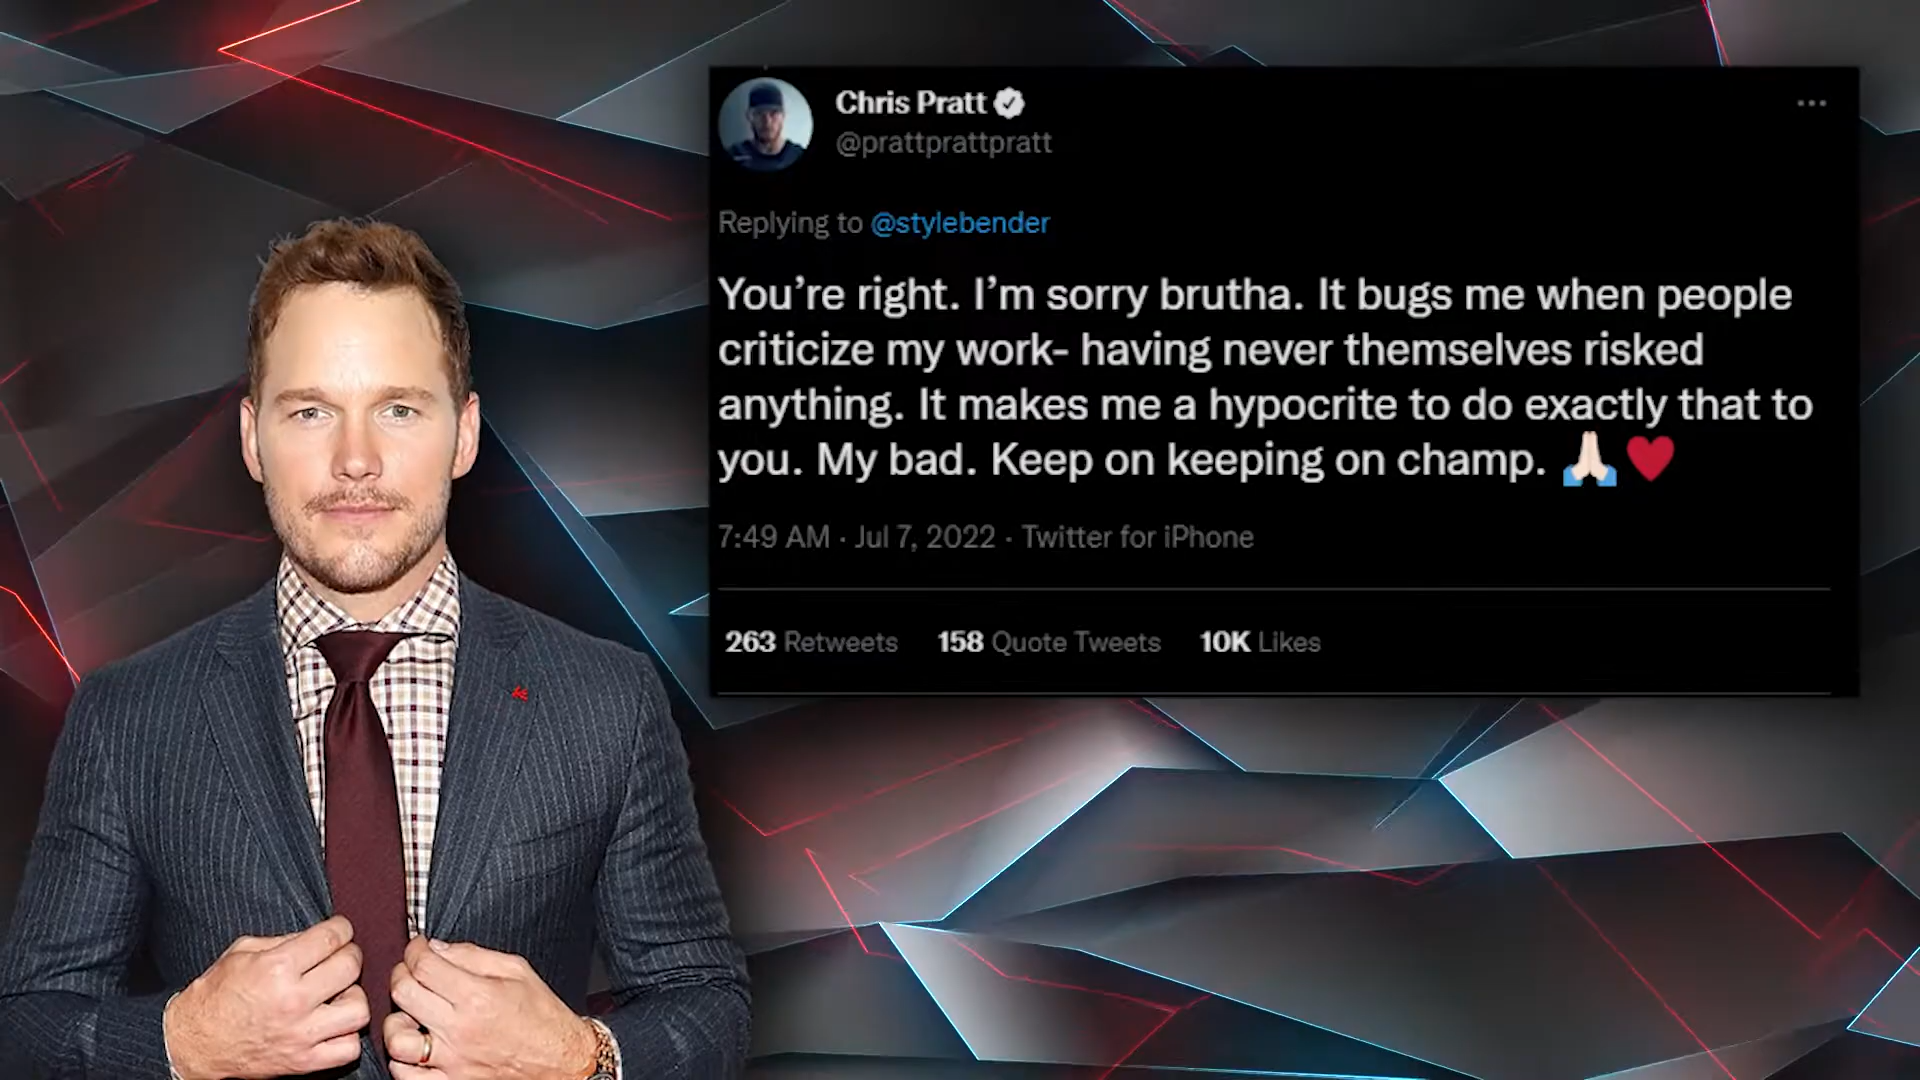 Chris Pratt
@prattprattpratt
Replying to @stylebender
You’re right. I’m sorry brutha. It bugs me when people
criticize my work- having never themselves risked
anything. It makes me a hypocrite to do exactly that to
you. My bad. Keep on keeping on champ. 🙏🏻♥️
7:49 AM · Jul 7, 2022 · Twitter for iPhone
263 Retweets 158 Quote Tweets 10K Likes